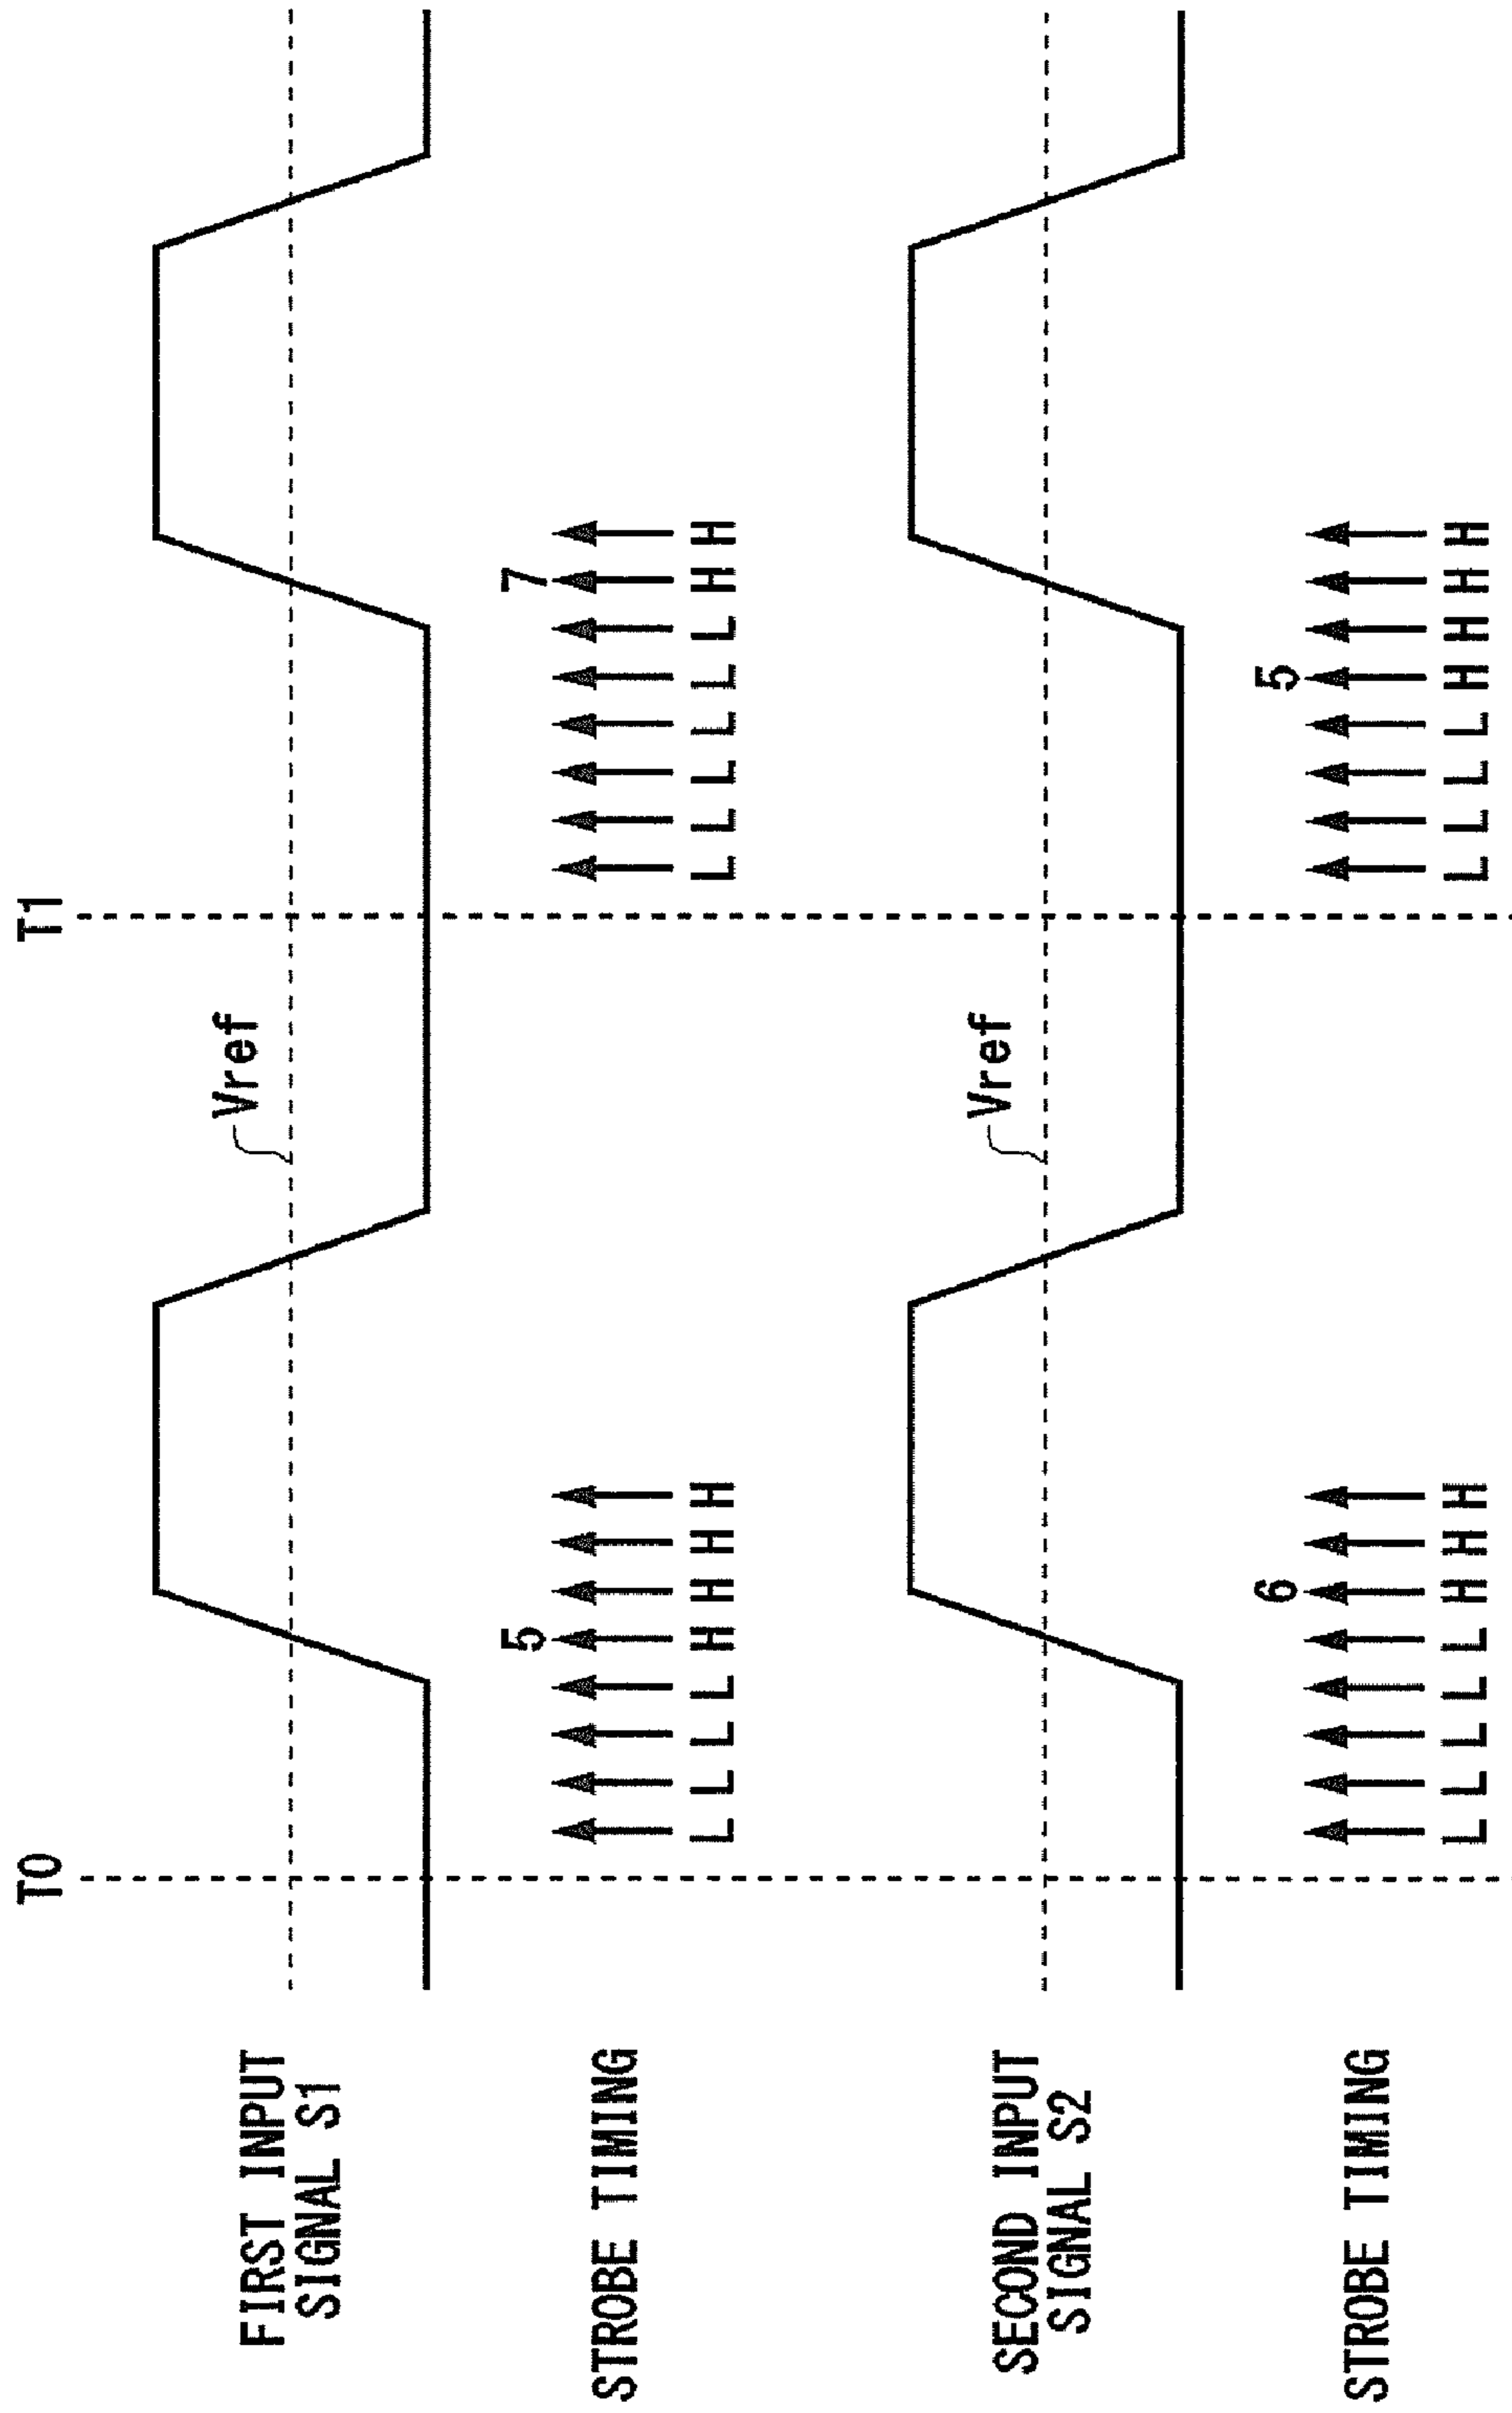 T0
T1
FIRST INPUT
SIGNAL S1
Vref
STROBE TIMING
5
7
L L L L H H H H
L L L L L L H H
SECOND INPUT
SIGNAL S2
Vref
STROBE TIMING
6
5
L L L L L H H H
L L L L H H H H